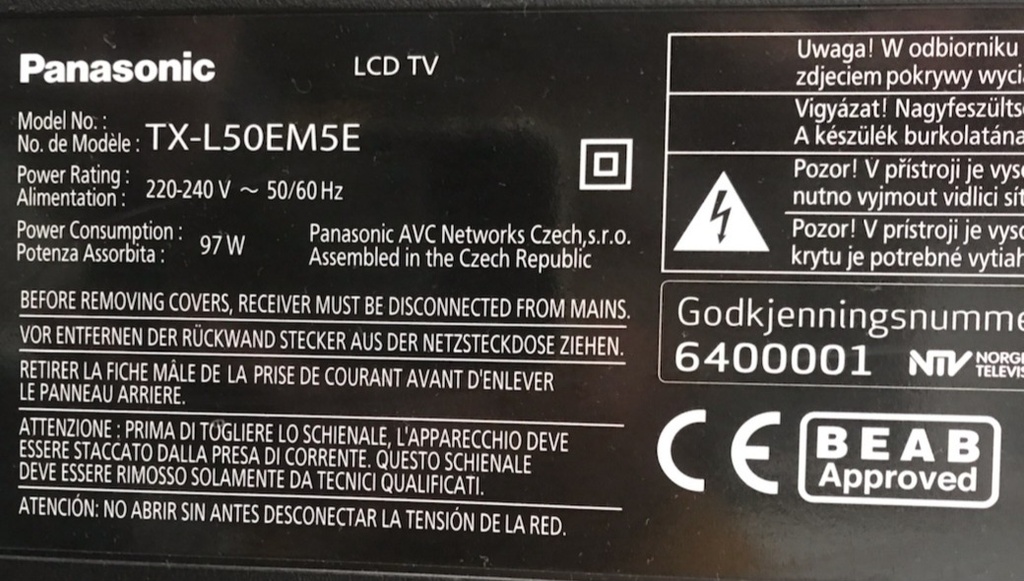 Panasonic
LCD TV
Model No. :
No. de Modèle : TX-L50EM5E
Power Rating :
Alimentation : 220-240 V ~ 50/60 Hz
Power Consumption :
Potenza Assorbita : 97 W
Panasonic AVC Networks Czech,s.r.o.
Assembled in the Czech Republic
BEFORE REMOVING COVERS, RECEIVER MUST BE DISCONNECTED FROM MAINS.
VOR ENTFERNEN DER RÜCKWAND STECKER AUS DER NETZSTECKDOSE ZIEHEN.
RETIRER LA FICHE MÂLE DE LA PRISE DE COURANT AVANT D'ENLEVER
LE PANNEAU ARRIERE.
ATTENZIONE : PRIMA DI TOGLIERE LO SCHIENALE, L'APPARECCHIO DEVE
ESSERE STACCATO DALLA PRESA DI CORRENTE. QUESTO SCHIENALE
DEVE ESSERE RIMOSSO SOLAMENTE DA TECNICI QUALIFICATI.
ATENCIÓN: NO ABRIR SIN ANTES DESCONECTAR LA TENSIÓN DE LA RED.
Uwaga! W odbiorniku
zdjeciem pokrywy
Vigyázat!
A készülék
Pozor! V přístroji je
nutno vyjmout vidlici
Pozor! V prístroji je
krytu je potrebné
6400001 NTV
CE
BEAB
Approved